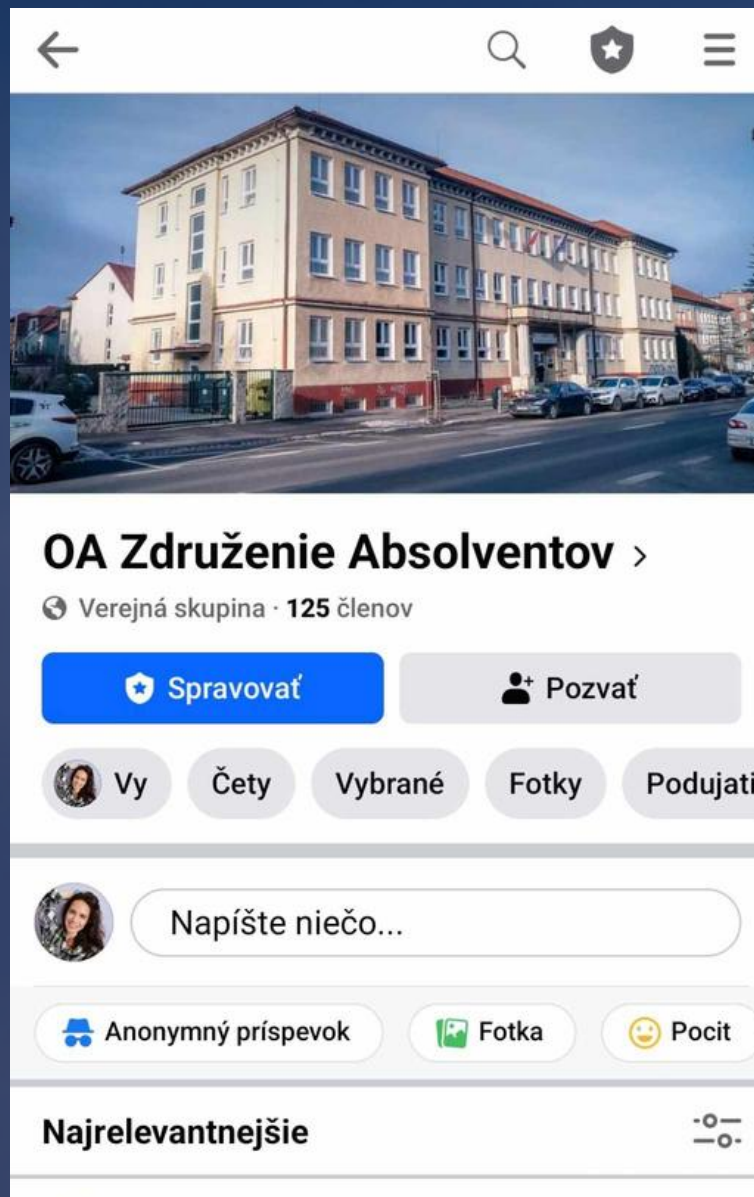 OA Združenie Absolventov
Verejná skupina · 125 členov
Spravovať
Pozvať
Vy
Čety
Vybrané
Fotky
Podujati
Napíšte niečo...
Anonymný príspevok
Fotka
Pocit
Najrelevantnejšie